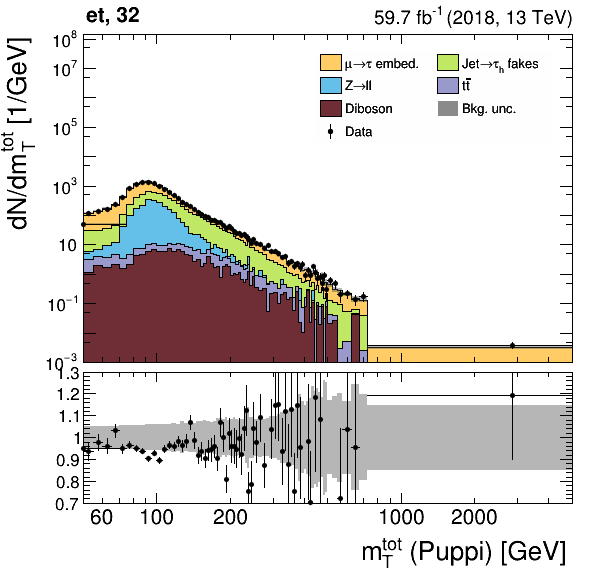 et, 32 59.7 fb⁻¹ (2018, 13 TeV)
dN/dm_T^tot [1/GeV]
10⁸
10⁷
10⁵
10³
10
10⁻¹
10⁻³
μ→τ embed. Jet→τ_h fakes
Z→ll tt̄
Diboson Bkg. unc.
Data
1.3
1.2
1.1
1
0.9
0.8
0.7
60 100 200 1000 2000
m_T^tot (Puppi) [GeV]